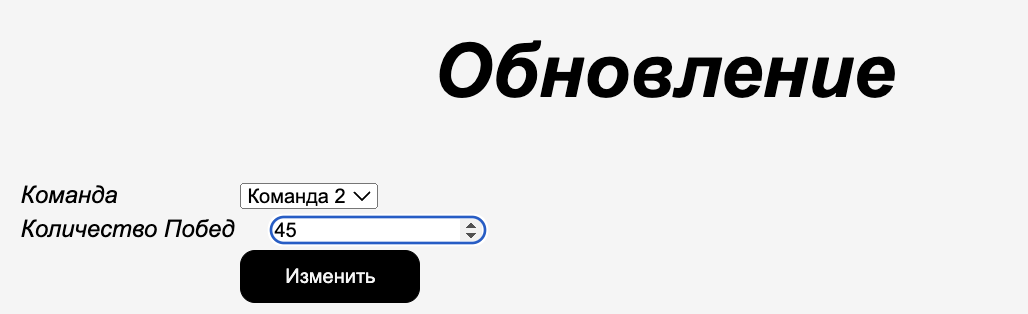 Обновление
Команда Команда 2
Количество Побед 45
Изменить